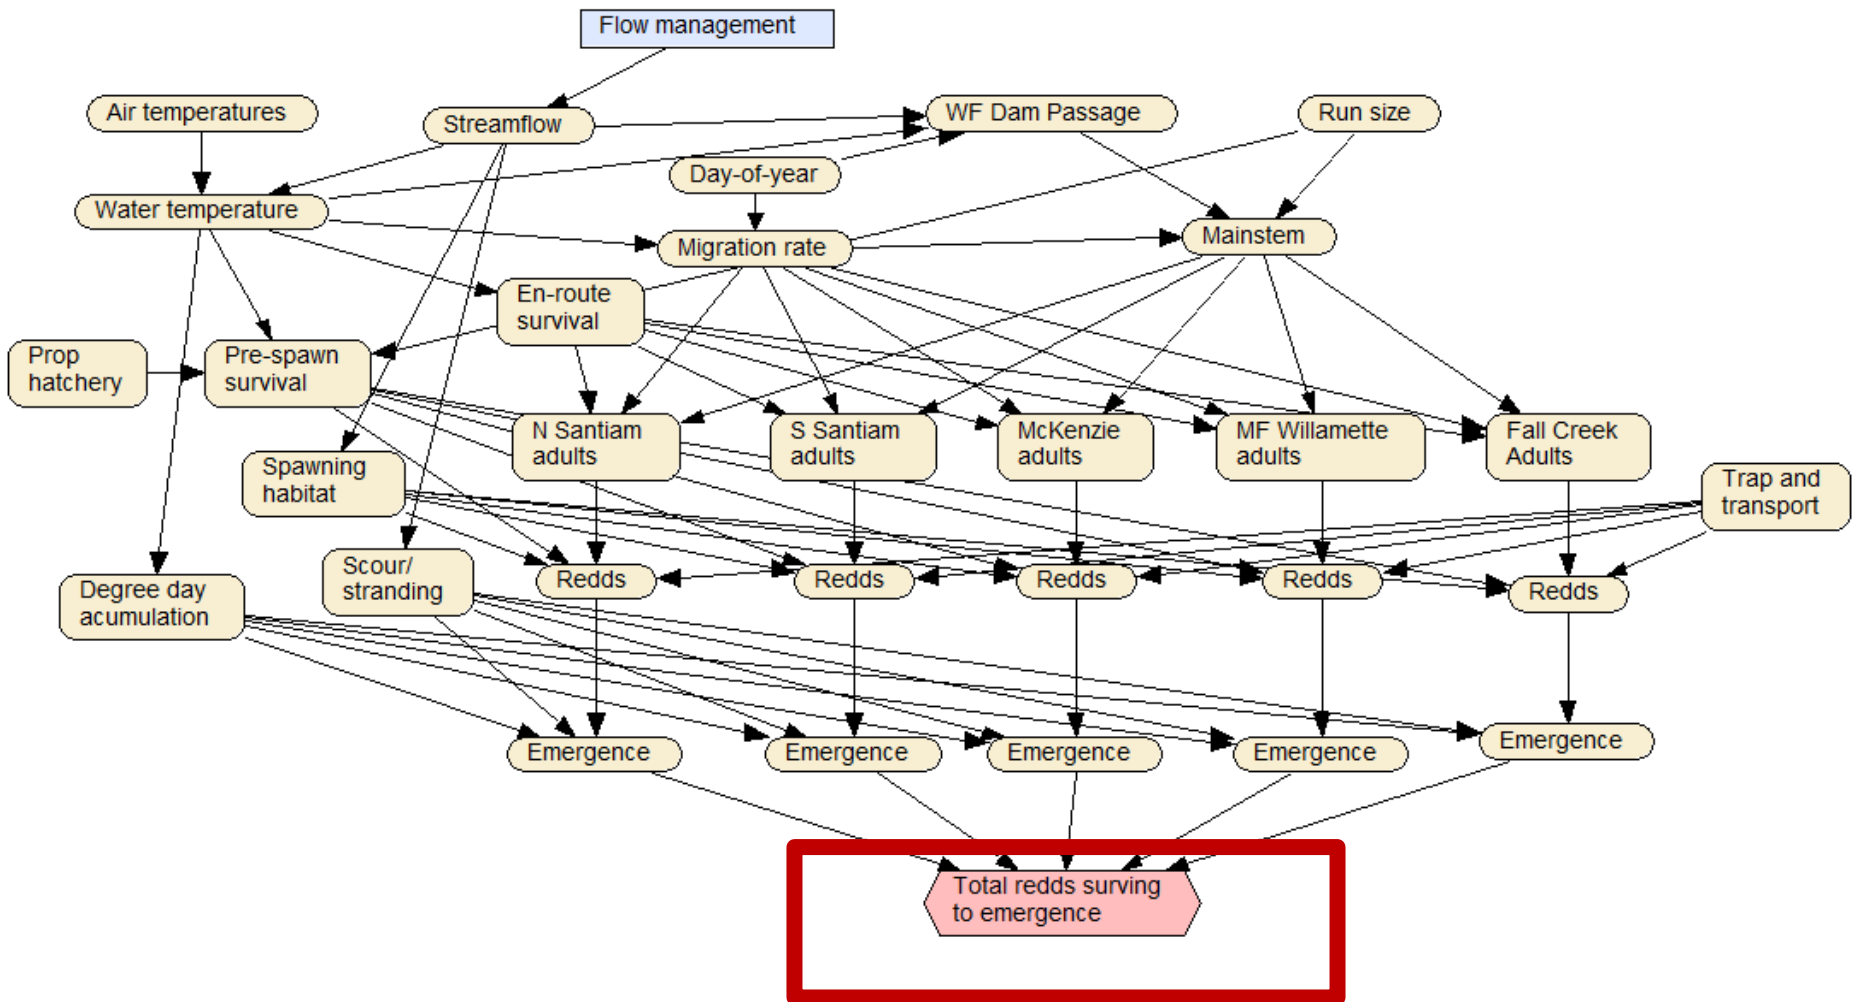 Flow management
Air temperatures
Streamflow
WF Dam Passage
Run size
Day-of-year
Water temperature
Migration rate
Mainstem
En-route
survival
Prop
hatchery
Pre-spawn
survival
N Santiam
adults
S Santiam
adults
McKenzie
adults
MF Willamette
adults
Fall Creek
Adults
Spawning
habitat
Trap and
transport
Scour/
stranding
Degree day
acumulation
Redds
Redds
Redds
Redds
Redds
Emergence
Emergence
Emergence
Emergence
Emergence
Total redds surving
to emergence